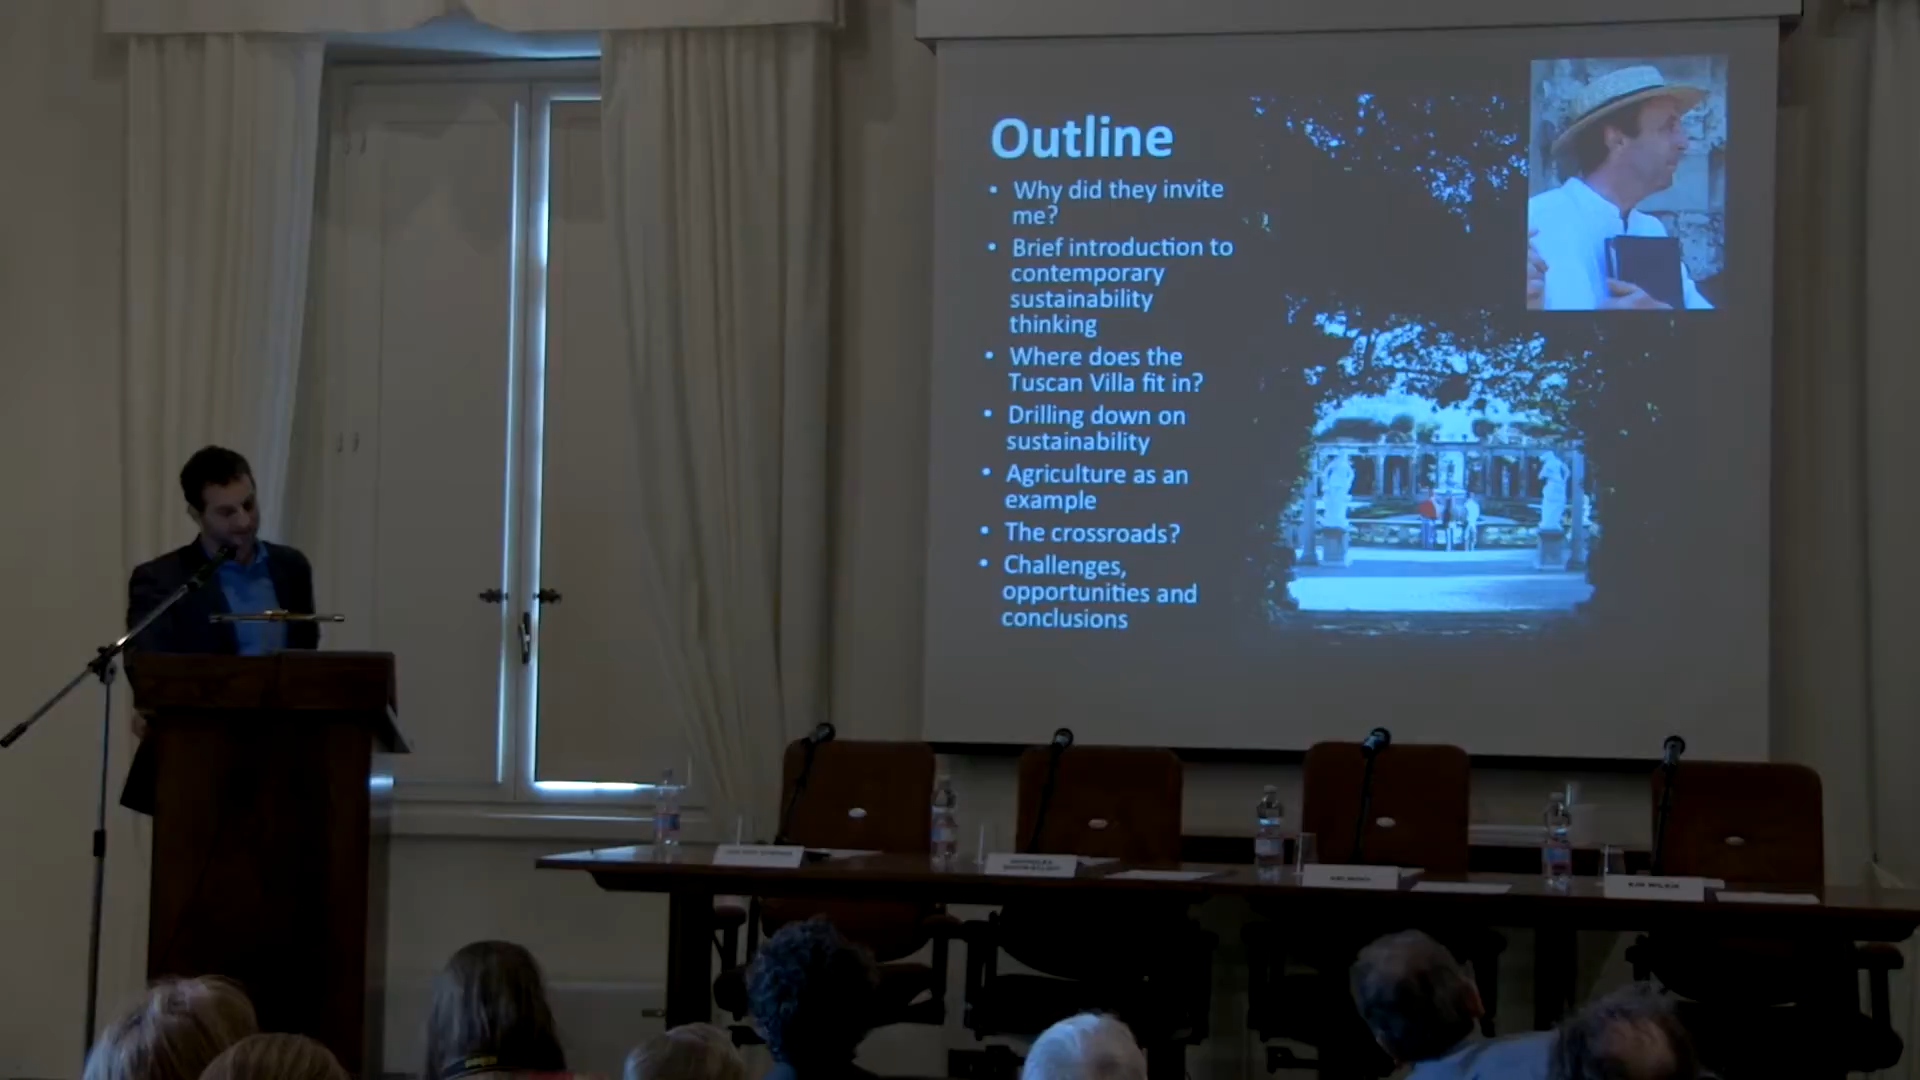 Outline
• Why did they invite
me?
• Brief introduction to
contemporary
sustainability
thinking
• Where does the
Tuscan Villa fit in?
• Drilling down on
sustainability
• Agriculture as an
example
• The crossroads?
• Challenges,
opportunities and
conclusions